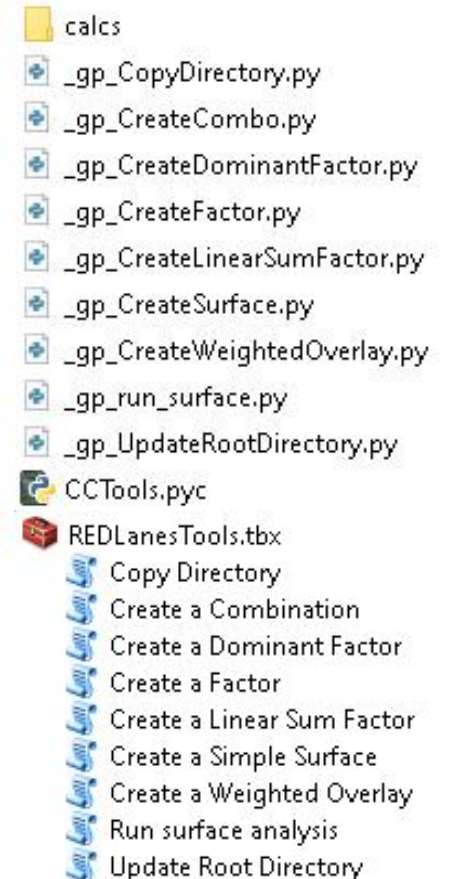 calcs
_gp_CopyDirectory.py
_gp_CreateCombo.py
_gp_CreateDominantFactor.py
_gp_CreateFactor.py
_gp_CreateLinearSumFactor.py
_gp_CreateSurface.py
_gp_CreateWeightedOverlay.py
_gp_run_surface.py
_gp_UpdateRootDirectory.py
CCTools.pyc
REDLanesTools.tbx
Copy Directory
Create a Combination
Create a Dominant Factor
Create a Factor
Create a Linear Sum Factor
Create a Simple Surface
Create a Weighted Overlay
Run surface analysis
Update Root Directory